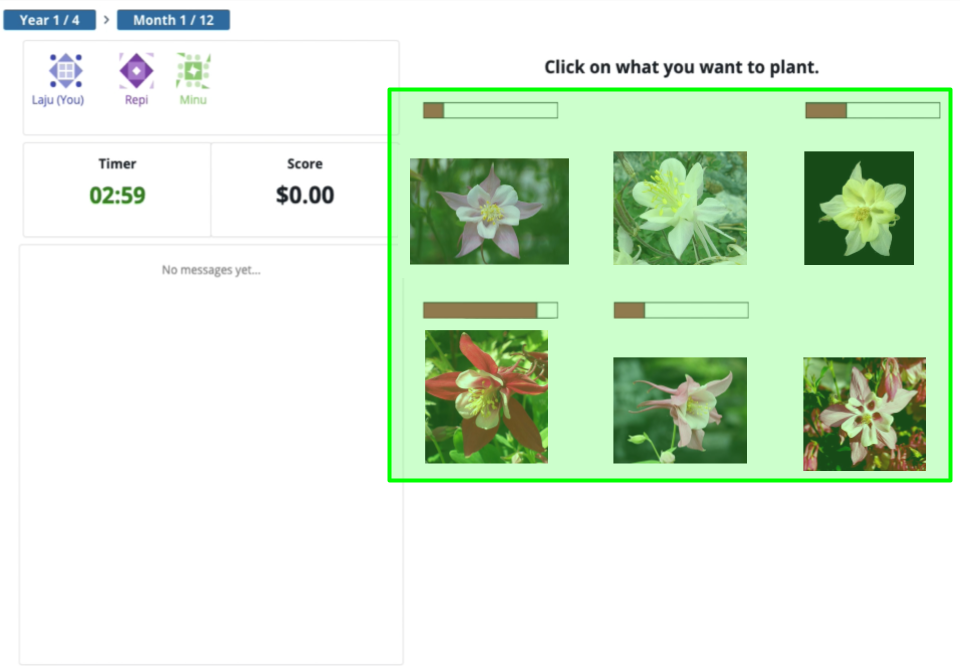 Year 1 / 4 > Month 1 / 12
Laju (You) Repi Minu
Click on what you want to plant.
Timer Score
02:59 $0.00
No messages yet...